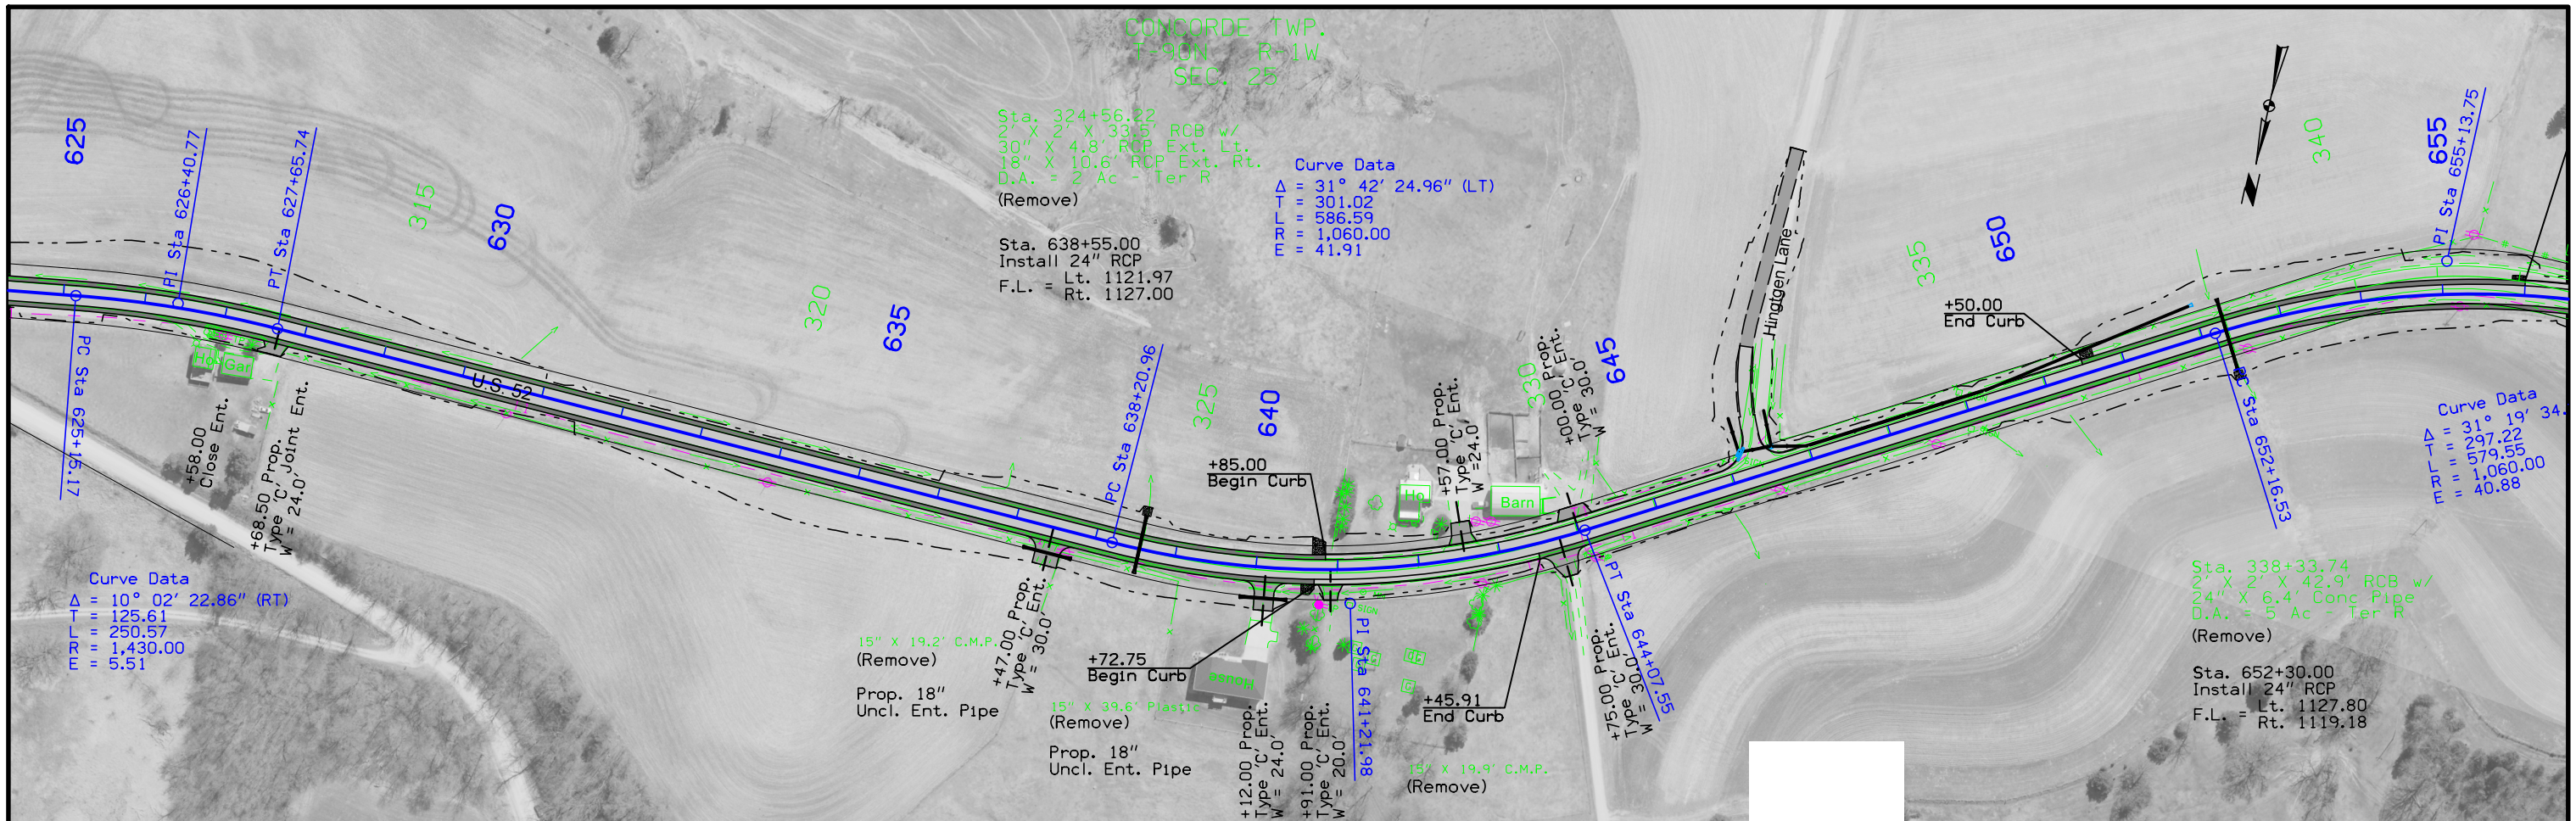 CONCORDE TWP.
R-1W
SEC. 25
Sta. 324+56.22
2' X 2' X 33.5' RCB w/
30" X 4.8' RCP Ext. Lt.
18" X 10.6' RCP Ext. Rt.
D.A. = 2 Ac - Ter R
(Remove)
Sta. 638+55.00
Install 24" RCP
F.L. = Lt. 1121.97
Rt. 1127.00
Curve Data
Δ = 31° 42' 24.96" (LT)
T = 301.02
L = 586.59
R = 1,060.00
E = 41.91
625
PI Sta 626+40.77
PT Sta 627+65.74
315
630
320
635
PC Sta 638+20.96
325
640
330
645
Hingtgen Lane
335
650
340
655
PI Sta 655+13.75
+50.00
End Curb
PC Sta 625+15.17
Ho
Gar
U.S. 52
+58.00
Close Ent.
+68.50 Prop.
Type 'C' Joint Ent.
W = 24.0'
+85.00
Begin Curb
Ho
Barn
+57.00 Prop.
Type 'C' Ent.
W = 24.0'
+00.00 Prop.
Type 'C' Ent.
W = 30.0'
PC Sta 652+16.53
Curve Data
Δ = 31° 19' 34.
T = 297.22
L = 579.55
R = 1,060.00
E = 40.88
Curve Data
Δ = 10° 02' 22.86" (RT)
T = 125.61
L = 250.57
R = 1,430.00
E = 5.51
15" X 19.2' C.M.P.
(Remove)
Prop. 18"
Uncl. Ent. Pipe
+47.00 Prop.
Type 'C' Ent.
W = 30.0'
+72.75
Begin Curb
15" X 39.6' Plastic
(Remove)
Prop. 18"
Uncl. Ent. Pipe
House
SIGN
+12.00 Prop.
Type 'C' Ent.
W = 24.0'
+91.00 Prop.
Type 'C' Ent.
W = 20.0'
PI Sta 641+21.98
+45.91
End Curb
15" X 19.9' C.M.P.
(Remove)
+75.00 Prop.
Type 'C' Ent.
W = 30.0'
PT Sta 644+07.55
Sta. 338+33.74
2' X 2' X 42.9' RCB w/
24" X 6.4' Conc Pipe
D.A. = 5 Ac - Ter R
(Remove)
Sta. 652+30.00
Install 24" RCP
F.L. = Lt. 1127.80
Rt. 1119.18